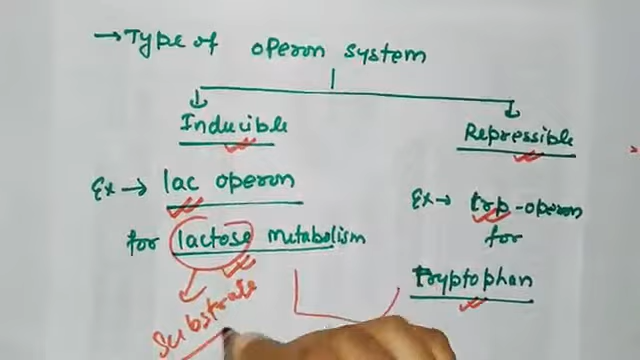 → Type of operon system
Inducible
Ex → lac operon
for lactose metabolism
substrate
Repressible
Ex → trp-operon
for
Tryptophan